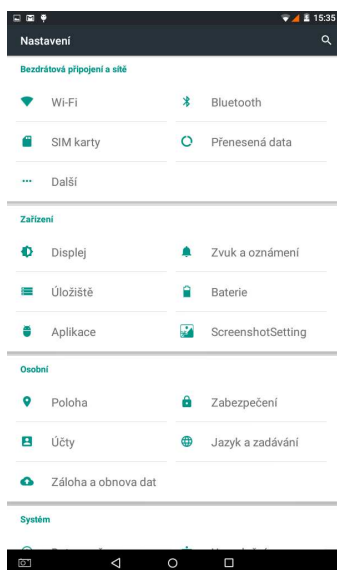 15:35
Nastavení
Bezdrátová připojení a sítě
Wi-Fi
Bluetooth
SIM karty
Přenesená data
Další
Zařízení
Displej
Zvuk a oznámení
Úložiště
Baterie
Aplikace
ScreenshotSetting
Osobní
Poloha
Zabezpečení
Účty
Jazyk a zadávání
Záloha a obnova dat
Systém